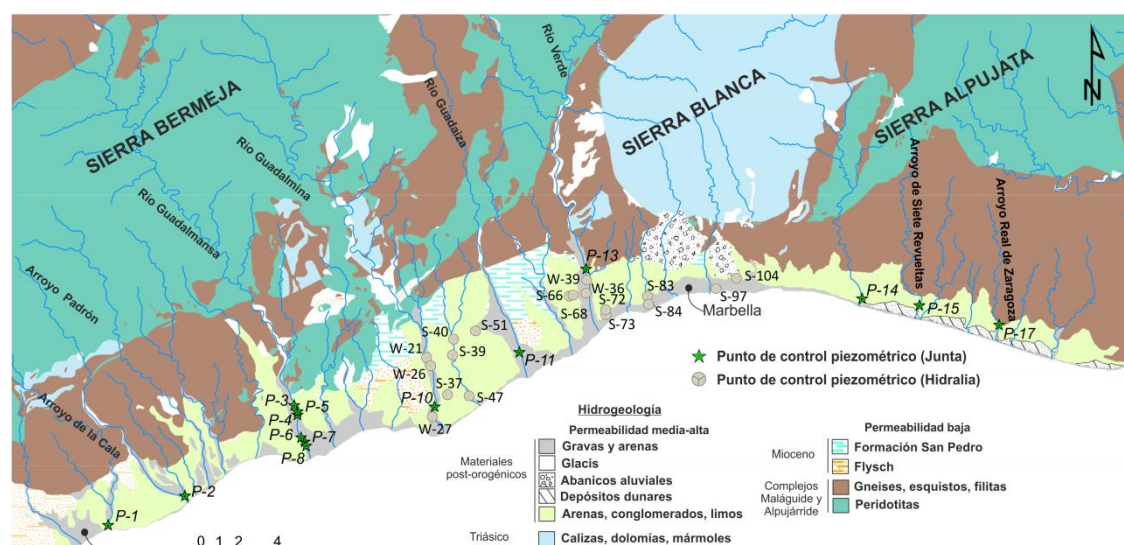 SIERRA BERMEJA
SIERRA BLANCA
SIERRA ALPUJATA
Rio Verde
Rio Guadaiza
Rio Guadalmina
Rio Guadalmansa
Arroyo Padrón
Arroyo de la Cala
Arroyo de Siete Revueltas
Arroyo Real de Zaragoza
P-13
W-39
W-36
S-66
S-72
S-68
S-73
S-83
S-84
S-104
S-97
Marbella
P-14
P-15
P-17
S-40
S-51
W-21
S-39
W-26
S-37
P-11
P-10
S-47
W-27
P-3
P-5
P-4
P-6
P-7
P-8
P-2
P-1
0 1 2 4
Punto de control piezométrico (Junta)
Punto de control piezométrico (Hidralia)
Hidrogeología
Permeabilidad media-alta
Materiales
post-orogénicos
Gravas y arenas
Glacis
Abanicos aluviales
Depósitos dunares
Arenas, conglomerados, limos
Triásico
Calizas, dolomías, mármoles
Permeabilidad baja
Mioceno
Formación San Pedro
Flysch
Complejos
Maláguide y
Alpujárride
Gneises, esquistos, filitas
Peridotitas